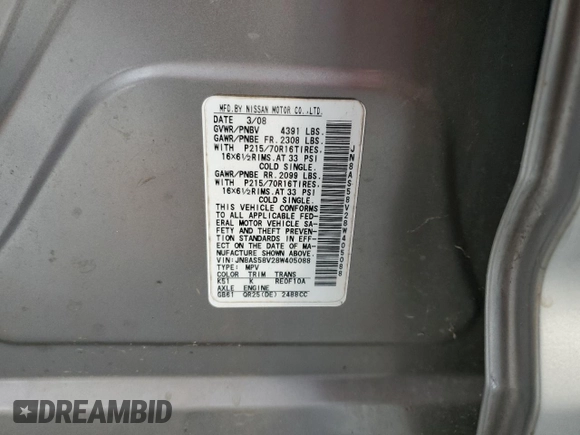 MFD.BY NISSAN MOTOR CO.,LTD.
DATE 3/08
GVWR/PNBV 4391 LBS.
GAWR/PNBE FR. 2308 LBS.
WITH P215/70R16TIRES.
16X6½RIMS. AT 33 PSI
COLD SINGLE.
GAWR/PNBE RR. 2099 LBS.
WITH P215/70R16TIRES.
16X6½RIMS. AT 33 PSI
COLD SINGLE.
THIS VEHICLE CONFORMS
TO ALL APPLICABLE FED-
ERAL MOTOR VEHICLE SA-
FETY AND THEFT PREVEN-
TION STANDARDS IN EFF-
ECT ON THE DATE OF MA-
NUFACTURE SHOWN ABOVE.
VIN:JN8AS58V28W405088
TYPE: MPV
COLOR TRIM TRANS
K51 K RE0F10A
AXLE ENGINE
GB61 QR25(DE) 2488CC
JN8AS58V28W405088
DREAMBID